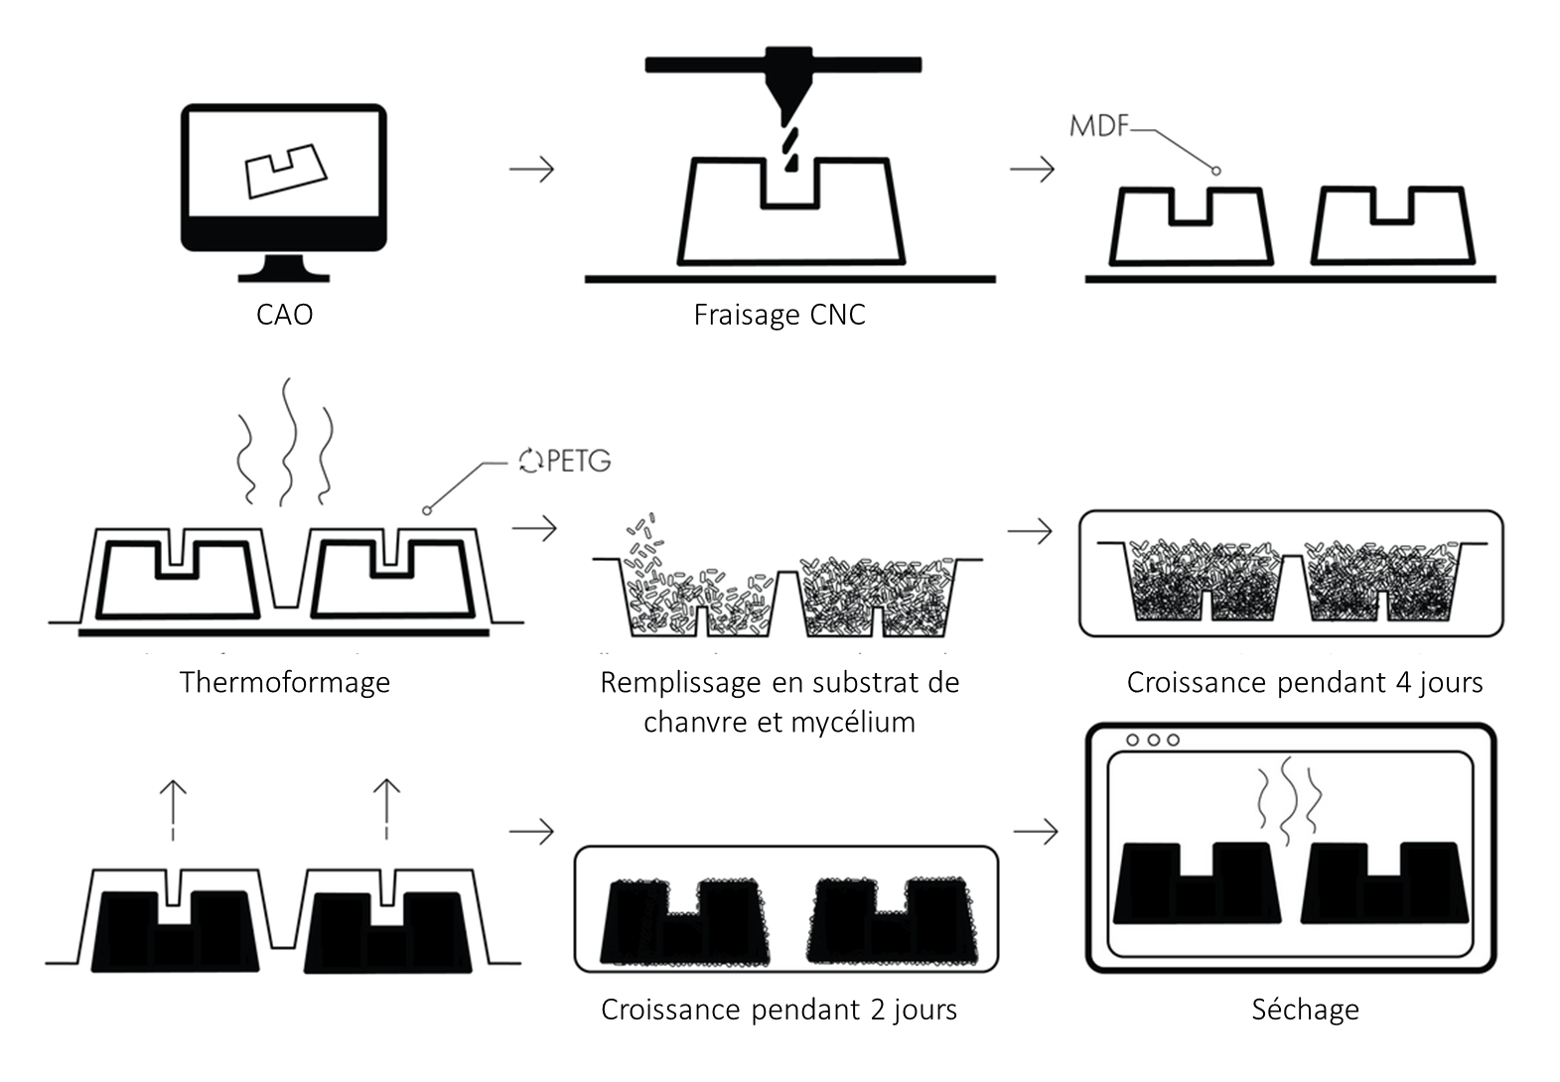 MDF
CAO
Fraisage CNC
PETG
Thermoformage
Remplissage en substrat de
chanvre et mycélium
Croissance pendant 4 jours
Croissance pendant 2 jours
Séchage